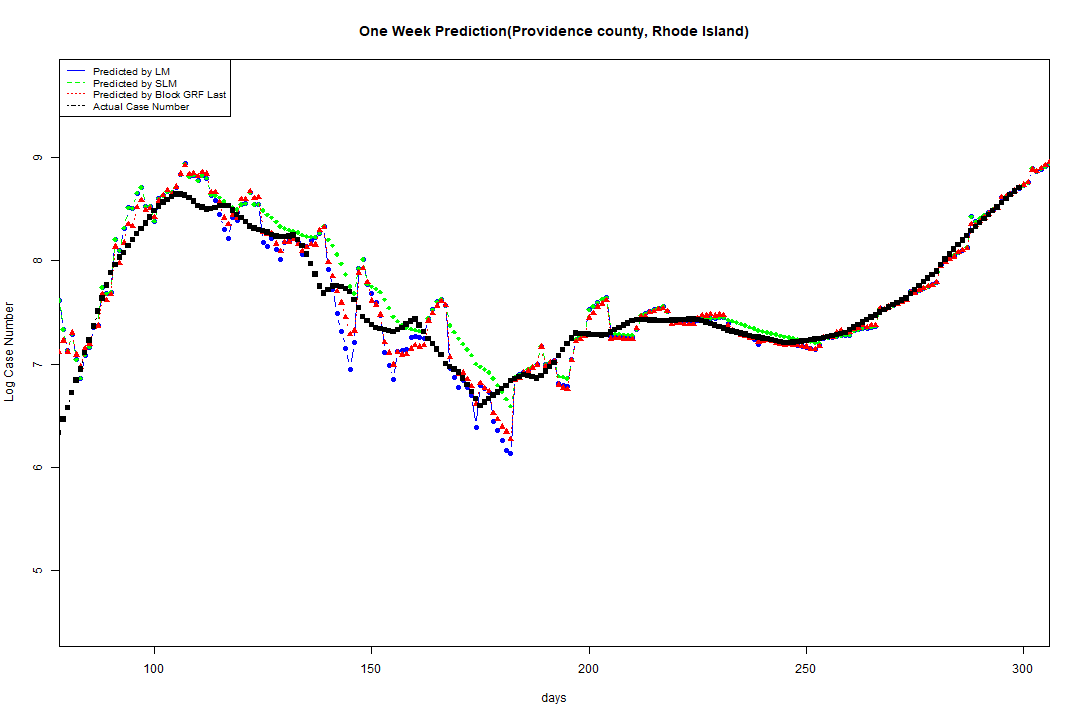 One Week Prediction(Providence county, Rhode Island)
Predicted by LM
Predicted by SLM
Predicted by Block GRF Last
Actual Case Number
9
8
7
6
5
Log Case Number
100 150 200 250 300
days